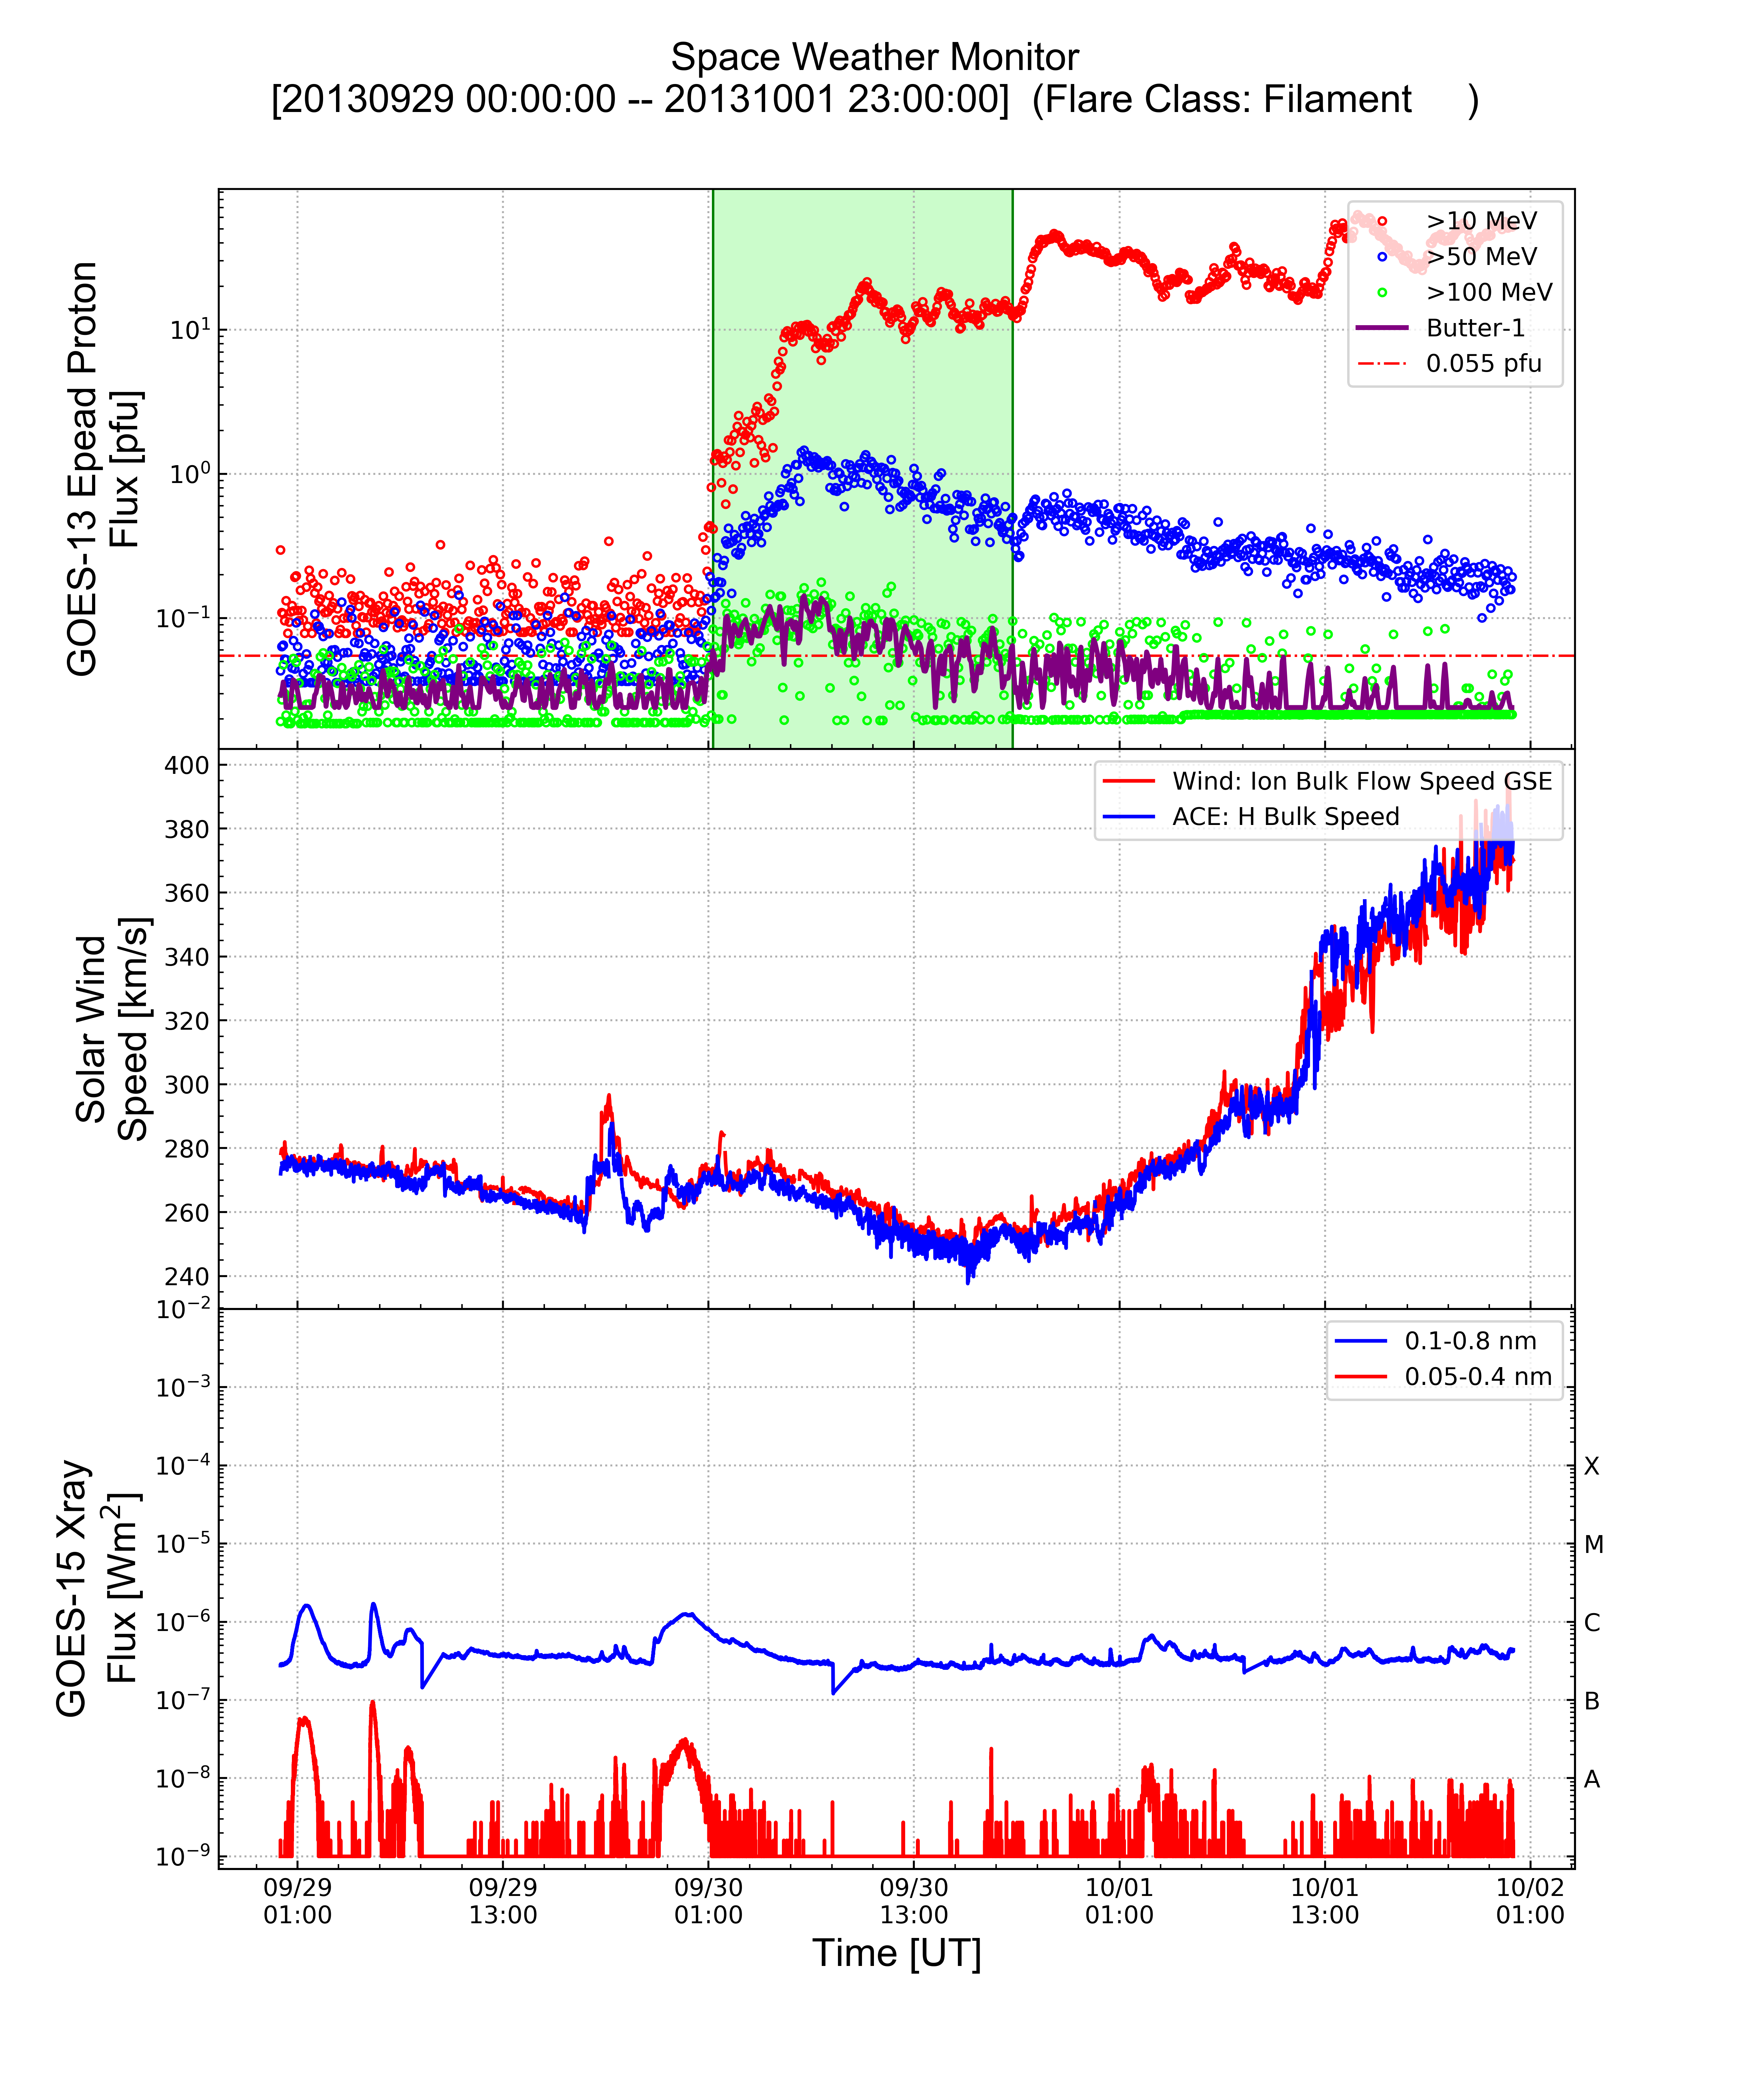 Space Weather Monitor
[20130929 00:00:00 -- 20131001 23:00:00]  (Flare Class: Filament      )
GOES-13 Epead Proton
Flux [pfu]
10¹
10⁰
10⁻¹
>10 MeV
>50 MeV
>100 MeV
Butter-1
0.055 pfu
Solar Wind
Speed [km/s]
400
380
360
340
320
300
280
260
240
Wind: Ion Bulk Flow Speed GSE
ACE: H Bulk Speed
GOES-15 Xray
Flux [Wm²]
10⁻²
10⁻³
10⁻⁴
10⁻⁵
10⁻⁶
10⁻⁷
10⁻⁸
10⁻⁹
0.1-0.8 nm
0.05-0.4 nm
X
M
C
B
A
09/29 09/29 09/30 09/30 10/01 10/01 10/02
01:00 13:00 01:00 13:00 01:00 13:00 01:00
Time [UT]